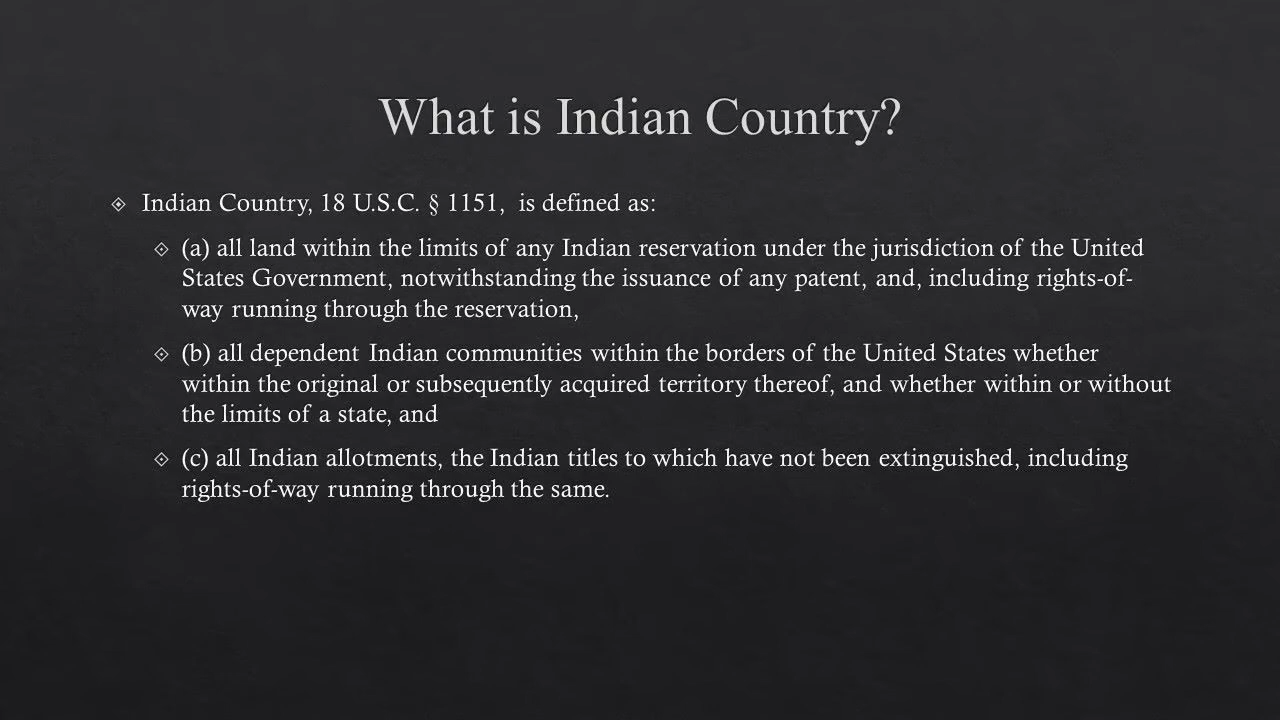 What is Indian Country?
Indian Country, 18 U.S.C. § 1151, is defined as:
(a) all land within the limits of any Indian reservation under the jurisdiction of the United
States Government, notwithstanding the issuance of any patent, and, including rights-of-
way running through the reservation,
(b) all dependent Indian communities within the borders of the United States whether
within the original or subsequently acquired territory thereof, and whether within or without
the limits of a state, and
(c) all Indian allotments, the Indian titles to which have not been extinguished, including
rights-of-way running through the same.